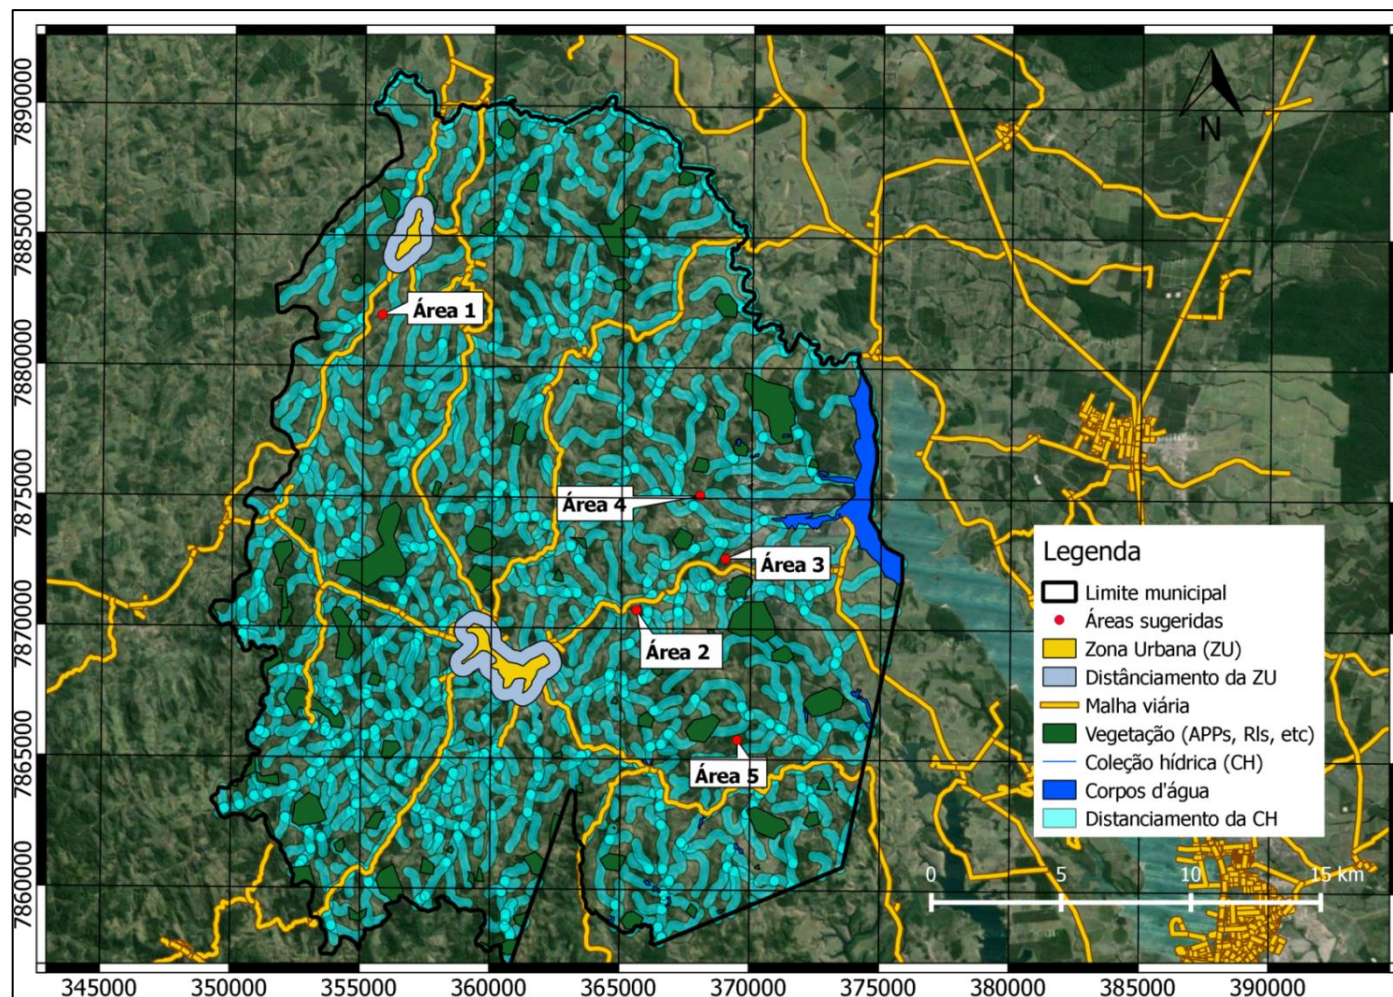 N
7890000
7885000
7880000
7875000
7870000
7865000
7860000
Área 1
Área 4
Área 3
Área 2
Área 5
Legenda
Limite municipal
Áreas sugeridas
Zona Urbana (ZU)
Distânciamento da ZU
Malha viária
Vegetação (APPs, Rls, etc)
Coleção hídrica (CH)
Corpos d'água
Distanciamento da CH
0 5 10 15 km
345000 350000 355000 360000 365000 370000 375000 380000 385000 390000